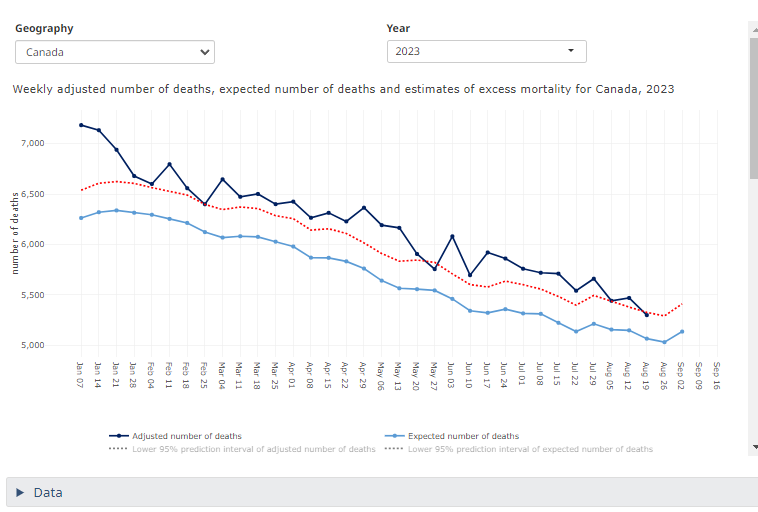 Geography
Year
Canada
2023
Weekly adjusted number of deaths, expected number of deaths and estimates of excess mortality for Canada, 2023
number of deaths
7,000
6,500
6,000
5,500
5,000
Jan 07
Jan 14
Jan 21
Jan 28
Feb 04
Feb 11
Feb 18
Feb 25
Mar 04
Mar 11
Mar 18
Mar 25
Apr 01
Apr 08
Apr 15
Apr 22
Apr 29
May 06
May 13
May 20
May 27
Jun 03
Jun 10
Jun 17
Jun 24
Jul 01
Jul 08
Jul 15
Jul 22
Jul 29
Aug 05
Aug 12
Aug 19
Aug 26
Sep 02
Sep 09
Sep 16
Adjusted number of deaths
Expected number of deaths
Lower 95% prediction interval of adjusted number of deaths
Lower 95% prediction interval of expected number of deaths
Data